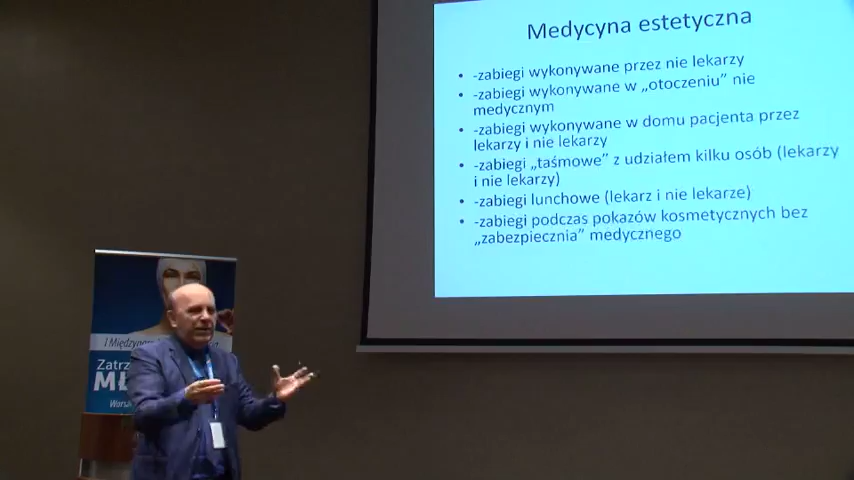 Medycyna estetyczna
• -zabiegi wykonywane przez nie lekarzy
• -zabiegi wykonywane w „otoczeniu” nie
medycznym
• -zabiegi wykonywane w domu pacjenta przez
lekarzy i nie lekarzy
• -zabiegi „taśmowe” z udziałem kilku osób (lekarzy
i nie lekarzy)
• -zabiegi lunchowe (lekarz i nie lekarze)
• -zabiegi podczas pokazów kosmetycznych bez
„zabezpiecznia” medycznego
I
Zatrz